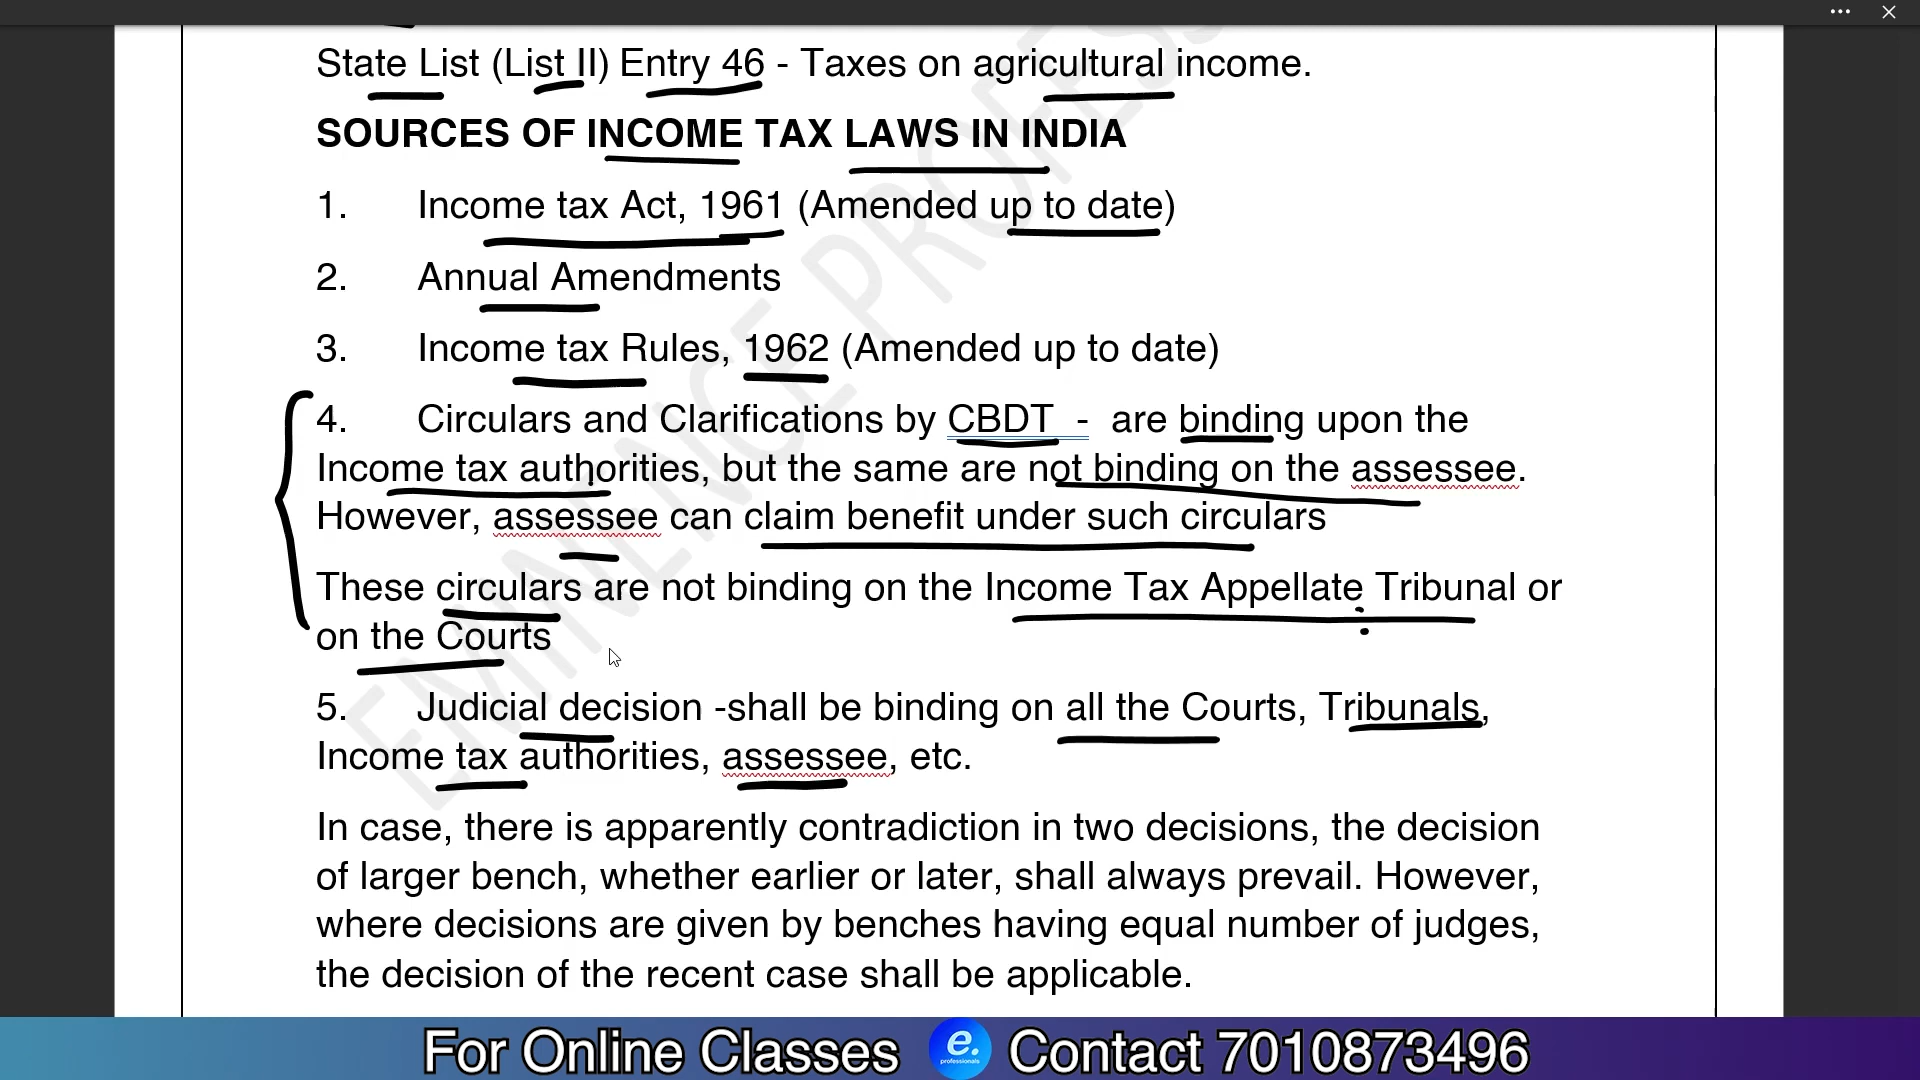 State List (List II) Entry 46 - Taxes on agricultural income.
SOURCES OF INCOME TAX LAWS IN INDIA
1. Income tax Act, 1961 (Amended up to date)
2. Annual Amendments
3. Income tax Rules, 1962 (Amended up to date)
4. Circulars and Clarifications by CBDT - are binding upon the
Income tax authorities, but the same are not binding on the assessee.
However, assessee can claim benefit under such circulars
These circulars are not binding on the Income Tax Appellate Tribunal or
on the Courts
5. Judicial decision -shall be binding on all the Courts, Tribunals,
Income tax authorities, assessee, etc.
In case, there is apparently contradiction in two decisions, the decision
of larger bench, whether earlier or later, shall always prevail. However,
where decisions are given by benches having equal number of judges,
the decision of the recent case shall be applicable.
For Online Classes e. professionals Contact 7010873496